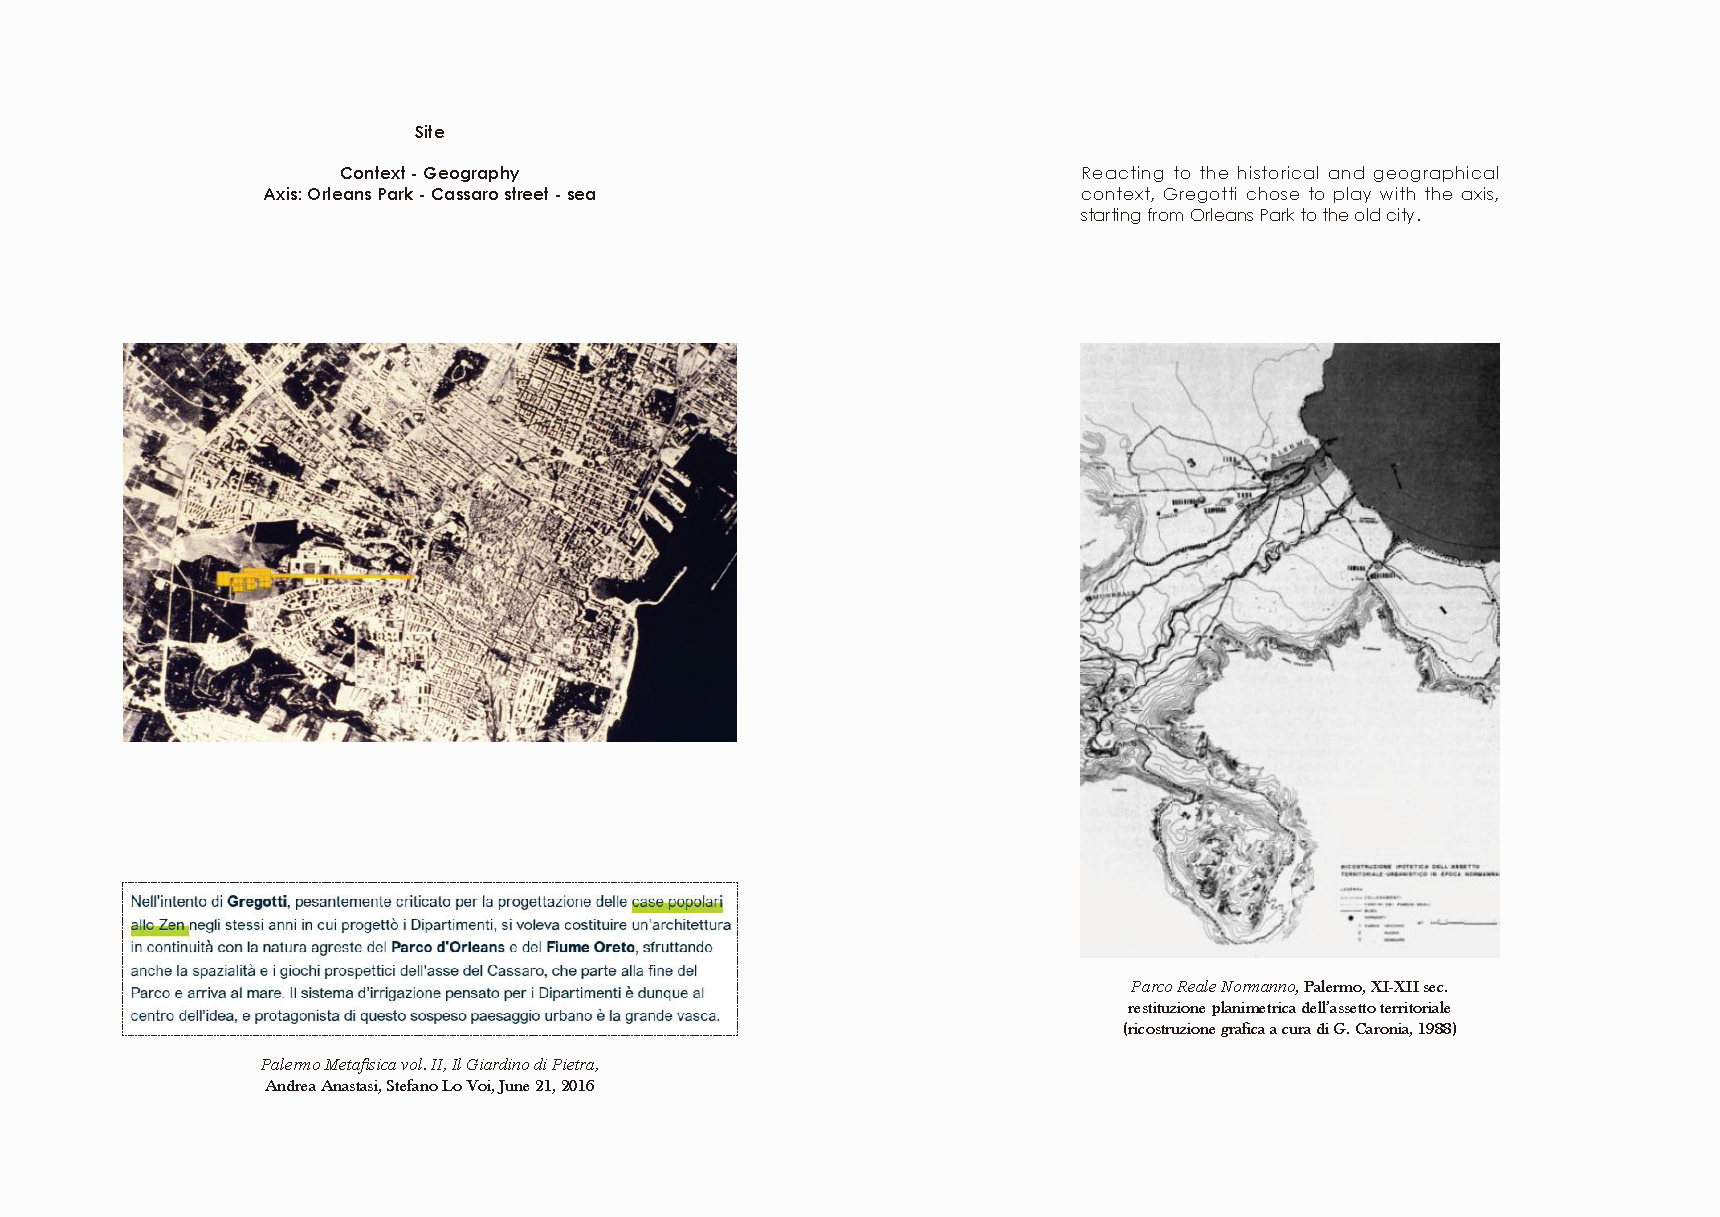 Site
Context - Geography
Axis: Orleans Park - Cassaro street - sea
Reacting to the historical and geographical
context, Gregotti chose to play with the axis,
starting from Orleans Park to the old city.
PALERMO
MONREALE
RICOSTRUZIONE IPOTETICA DELL ASSETTO
TERRITORIALE-URBANISTICO IN EPOCA NORMANNA
LEGENDA
Nell'intento di Gregotti, pesantemente criticato per la progettazione delle case popolari
allo Zen negli stessi anni in cui progettò i Dipartimenti, si voleva costituire un'architettura
in continuità con la natura agreste del Parco d'Orleans e del Fiume Oreto, sfruttando
anche la spazialità e i giochi prospettici dell'asse del Cassaro, che parte alla fine del
Parco e arriva al mare. Il sistema d'irrigazione pensato per i Dipartimenti è dunque al
centro dell'idea, e protagonista di questo sospeso paesaggio urbano è la grande vasca.
Palermo Metafisica vol. II, Il Giardino di Pietra,
Andrea Anastasi, Stefano Lo Voi, June 21, 2016
Parco Reale Normanno, Palermo, XI-XII sec.
restituzione planimetrica dell'assetto territoriale
(ricostruzione grafica a cura di G. Caronia, 1988)